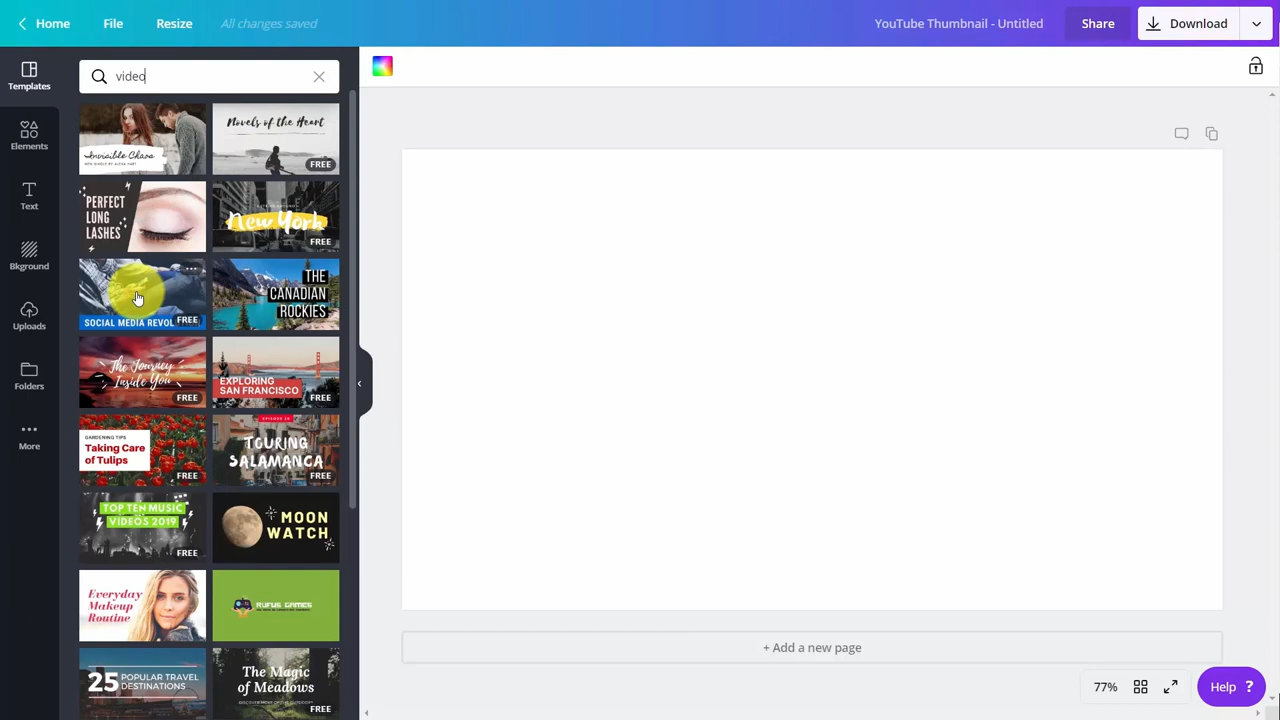 Home
File
Resize
All changes saved
YouTube Thumbnail - Untitled
Share
Download
Templates
Elements
Text
Bkground
Uploads
Folders
More
video
Invisible Chaos
Novels of the Heart
FREE
PERFECT
LONG
LASHES
New York
FREE
SOCIAL MEDIA REVOL
FREE
THE
CANADIAN
ROCKIES
The Journey
Inside You
FREE
EXPLORING
SAN FRANCISCO
FREE
GARDENING TIPS
Taking Care
of Tulips
FREE
EPISODE 24
TOURING
SALAMANCA
FREE
TOP TEN MUSIC
VIDEOS 2019
FREE
MOON
WATCH
Everyday
Makeup
Routine
RUFUS GAMES
25 POPULAR TRAVEL
DESTINATIONS
The Magic
of Meadows
FREE
+ Add a new page
77%
Help ?